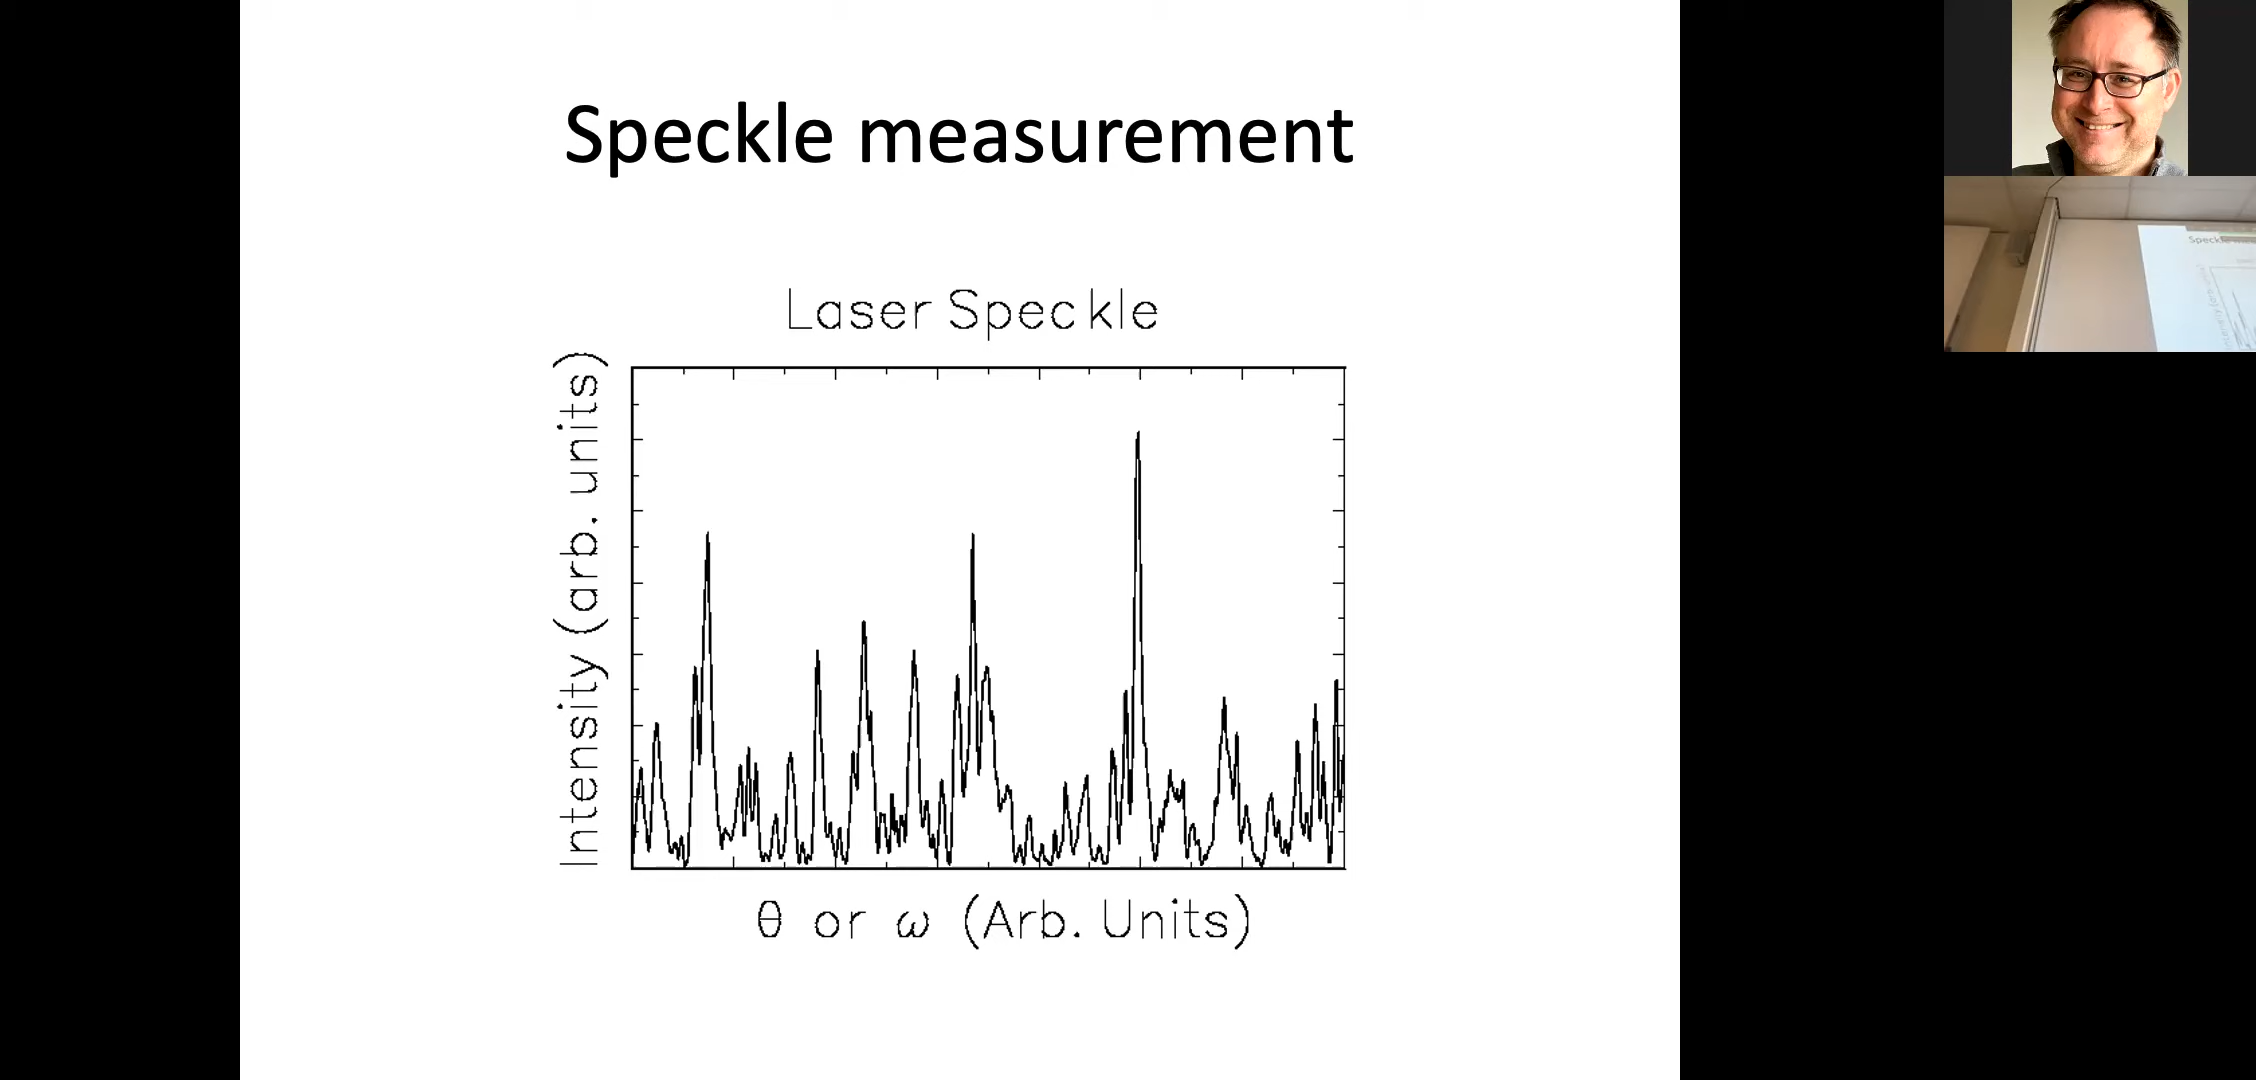 Speckle measurement
Laser Speckle
Intensity (arb. units)
θ or ω (Arb. Units)